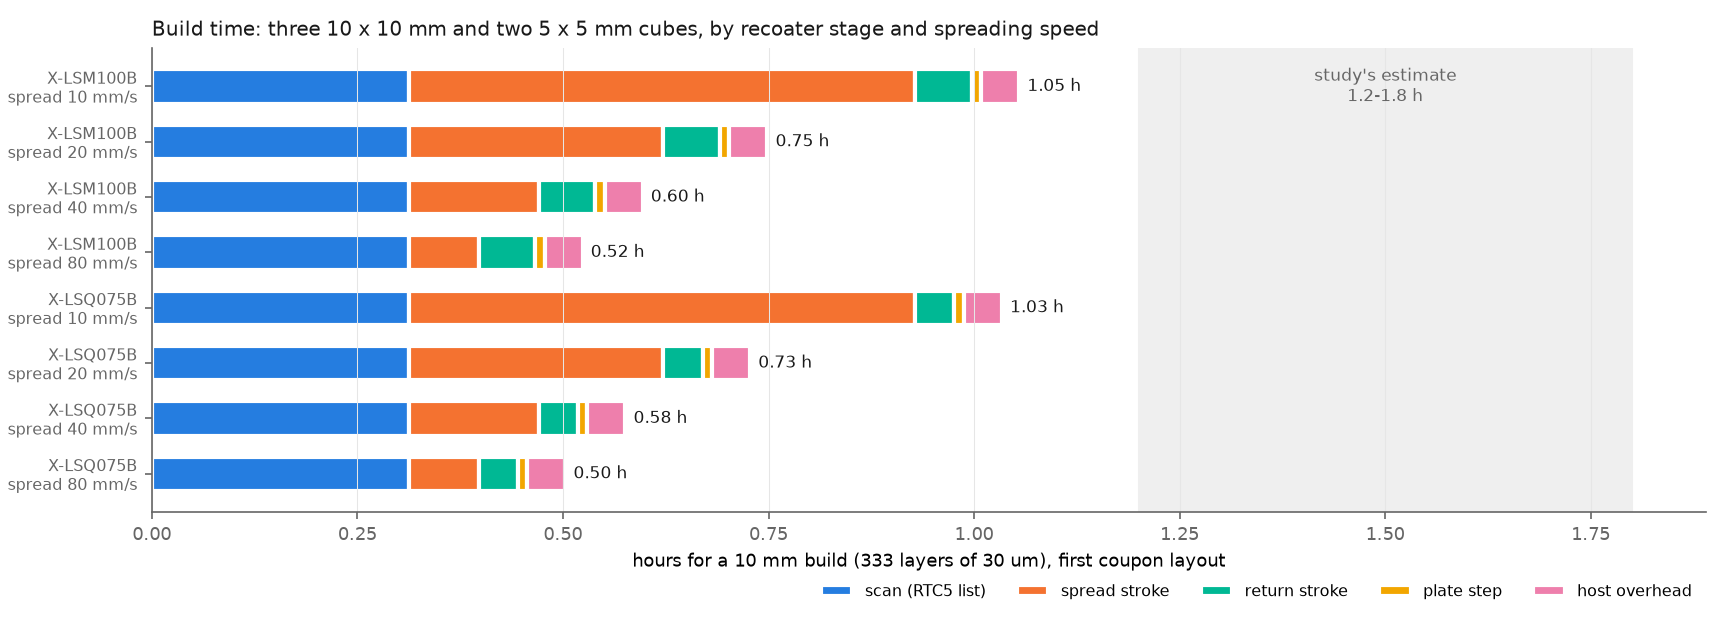 Build time: three 10 x 10 mm and two 5 x 5 mm cubes, by recoater stage and spreading speed
X-LSM100B
spread 10 mm/s
1.05 h
X-LSM100B
spread 20 mm/s
0.75 h
X-LSM100B
spread 40 mm/s
0.60 h
X-LSM100B
spread 80 mm/s
0.52 h
X-LSQ075B
spread 10 mm/s
1.03 h
X-LSQ075B
spread 20 mm/s
0.73 h
X-LSQ075B
spread 40 mm/s
0.58 h
X-LSQ075B
spread 80 mm/s
0.50 h
study's estimate
1.2-1.8 h
0.00 0.25 0.50 0.75 1.00 1.25 1.50 1.75
hours for a 10 mm build (333 layers of 30 um), first coupon layout
scan (RTC5 list) spread stroke return stroke plate step host overhead